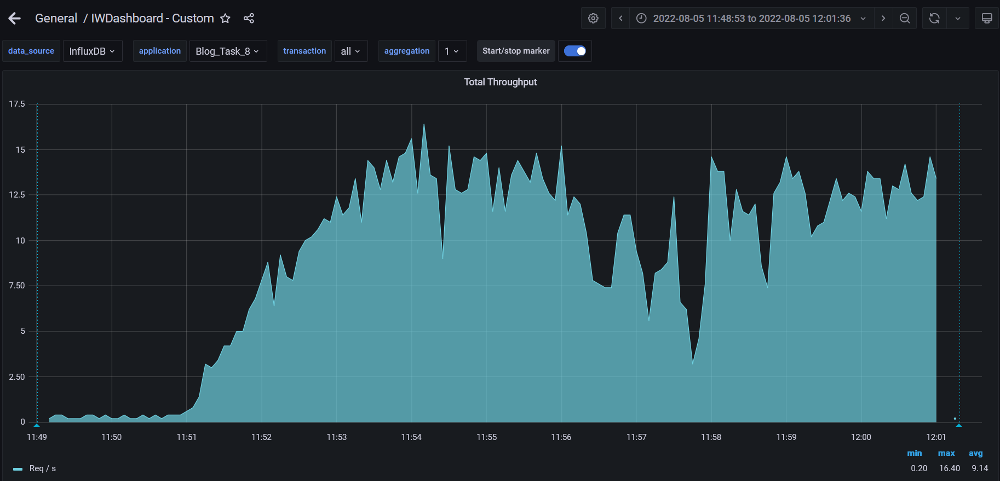 General / IWDashboard - Custom 2022-08-05 11:48:53 to 2022-08-05 12:01:36
data_source InfluxDB application Blog_Task_8 transaction all aggregation 1 Start/stop marker
Total Throughput
17.5
15
12.5
10
7.50
5
2.50
0
11:49 11:50 11:51 11:52 11:53 11:54 11:55 11:56 11:57 11:58 11:59 12:00 12:01
min max avg
Req / s 0.20 16.40 9.14